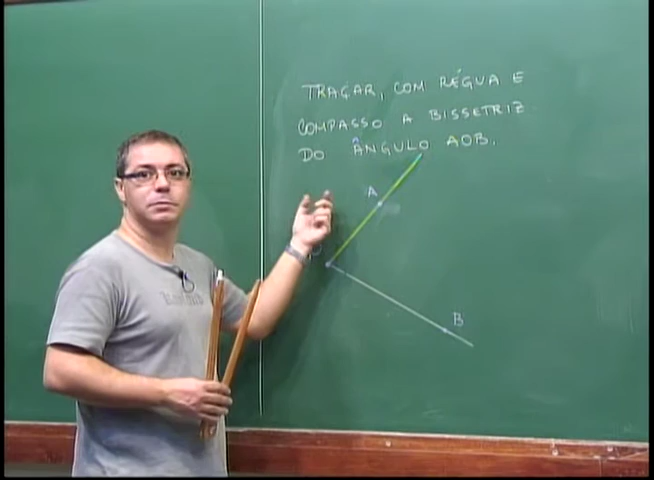 TRAÇAR, COM RÉGUA E
COMPASSO A BISSETRIZ
DO ÂNGULO AOB.
A
O
B